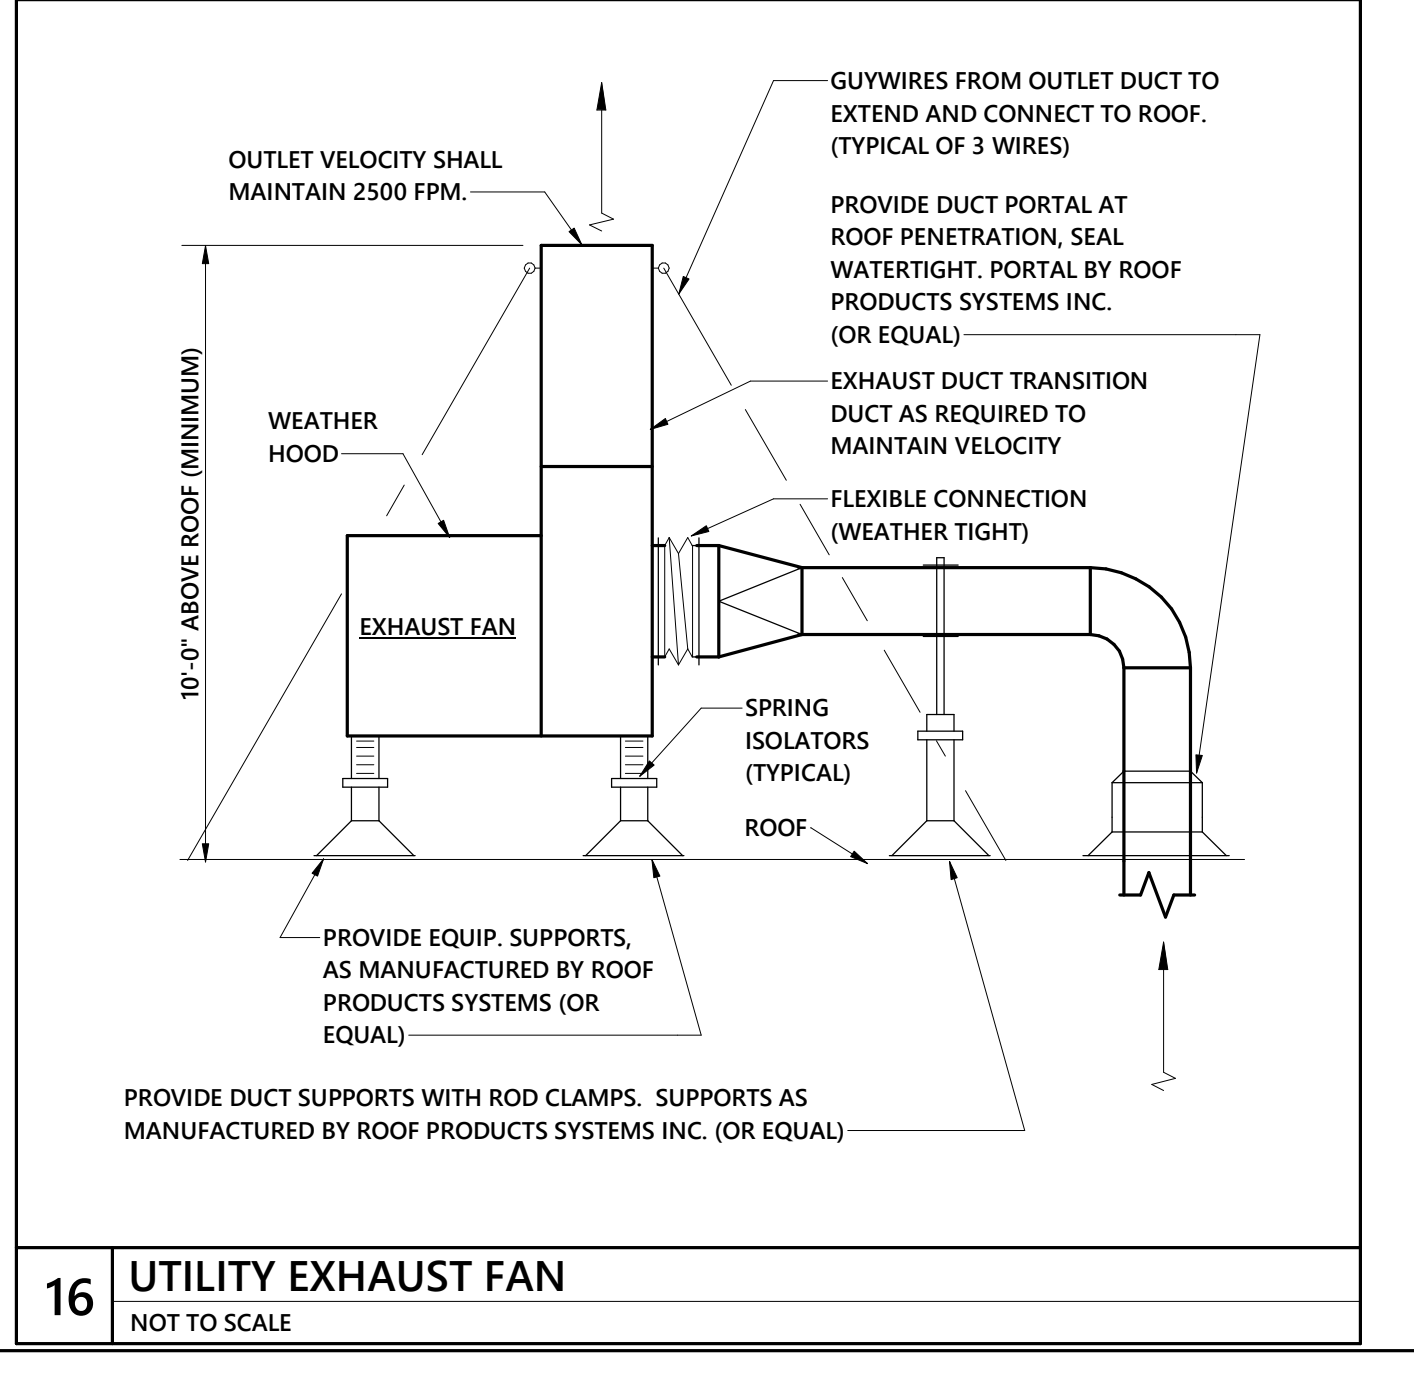 GUYWIRES FROM OUTLET DUCT TO
EXTEND AND CONNECT TO ROOF.
(TYPICAL OF 3 WIRES)
OUTLET VELOCITY SHALL
MAINTAIN 2500 FPM.
PROVIDE DUCT PORTAL AT
ROOF PENETRATION, SEAL
WATERTIGHT. PORTAL BY ROOF
PRODUCTS SYSTEMS INC.
(OR EQUAL)
EXHAUST DUCT TRANSITION
DUCT AS REQUIRED TO
MAINTAIN VELOCITY
WEATHER
HOOD
10'-0" ABOVE ROOF (MINIMUM)
FLEXIBLE CONNECTION
(WEATHER TIGHT)
EXHAUST FAN
SPRING
ISOLATORS
(TYPICAL)
ROOF
PROVIDE EQUIP. SUPPORTS,
AS MANUFACTURED BY ROOF
PRODUCTS SYSTEMS (OR
EQUAL)
PROVIDE DUCT SUPPORTS WITH ROD CLAMPS.  SUPPORTS AS
MANUFACTURED BY ROOF PRODUCTS SYSTEMS INC. (OR EQUAL)
16
UTILITY EXHAUST FAN
NOT TO SCALE